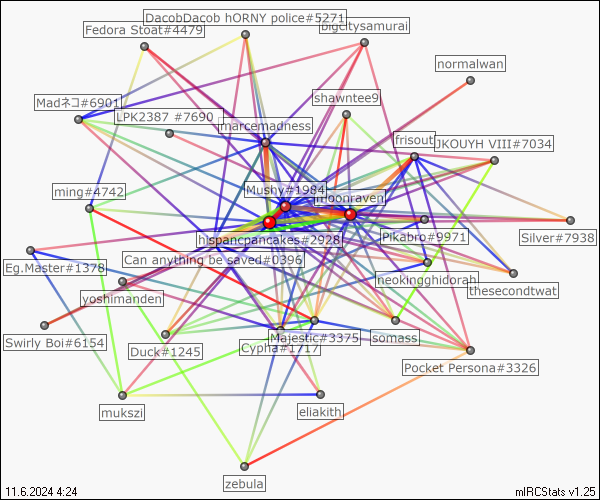 DacobDacob hORNY police#5271
Fedora Stoat#4479
bigcitysamurai
normalwan
shawntee9
Madネコ#6901
LPK2387 #7690
marcemadness
frisout
JKOUYH VIII#7034
Mushy#1984
ming#4742
moonraven
hispancpancakes#2928
Pikabro#9971
Silver#7938
Can anything be saved#0396
Eg.Master#1378
neokingghidorah
thesecondtwat
yoshimanden
Swirly Boi#6154
Majestic#3375
somass
Duck#1245
Cypha#1717
Pocket Persona#3326
mukszi
eliakith
zebula
11.6.2024 4:24
mIRCStats v1.25